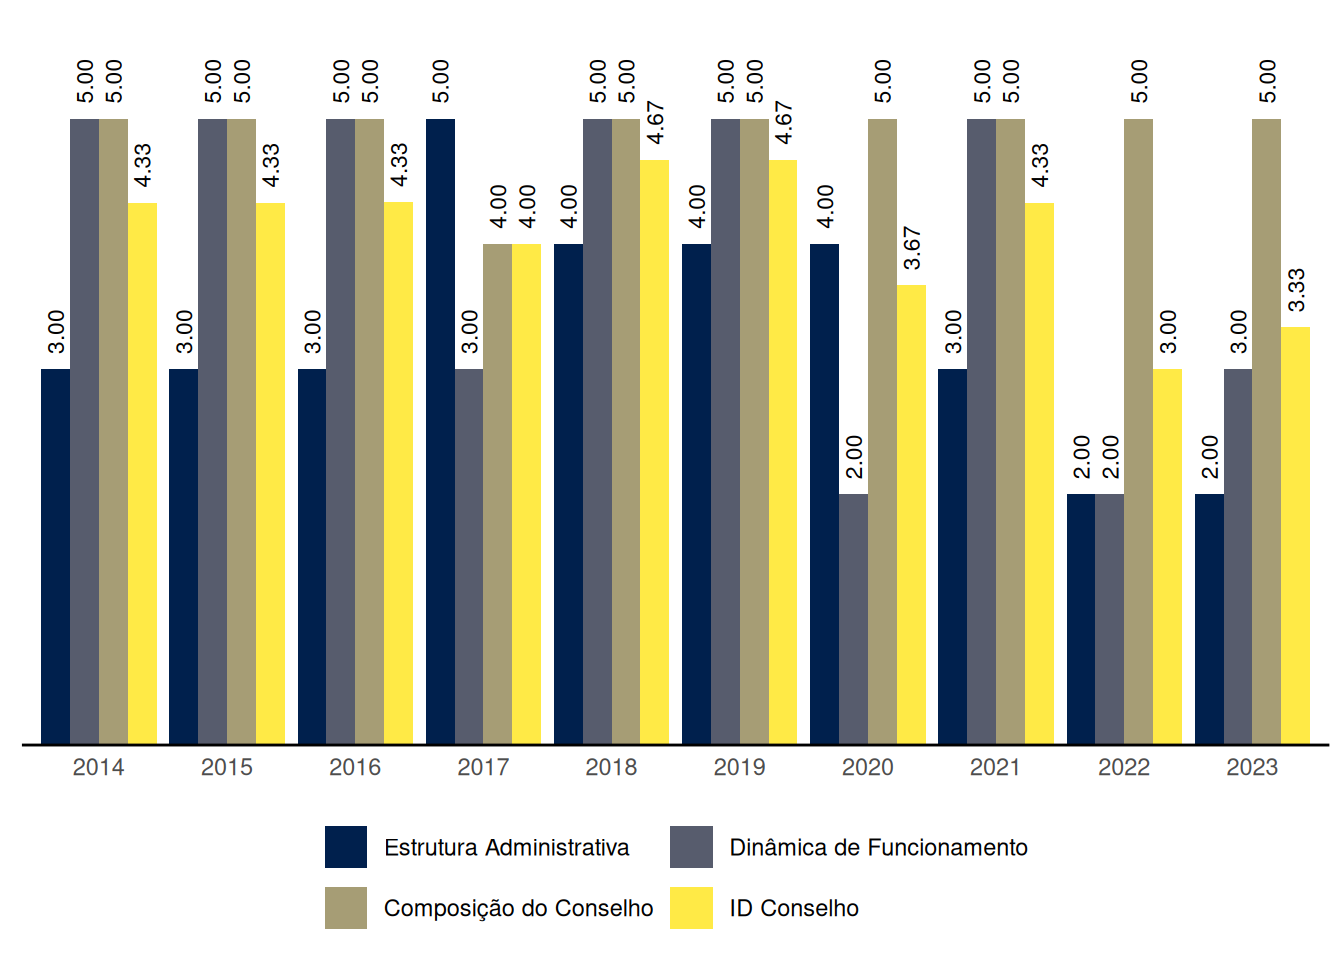 3.00 5.00 5.00 4.33 3.00 5.00 5.00 4.33 3.00 5.00 5.00 4.33 5.00 3.00 4.00 4.00 4.00 5.00 5.00 4.67 4.00 5.00 5.00 4.67 4.00 2.00 5.00 3.67 3.00 5.00 5.00 4.33 2.00 2.00 5.00 3.00 2.00 3.00 5.00 3.33
2014 2015 2016 2017 2018 2019 2020 2021 2022 2023
Estrutura Administrativa Dinâmica de Funcionamento
Composição do Conselho ID Conselho